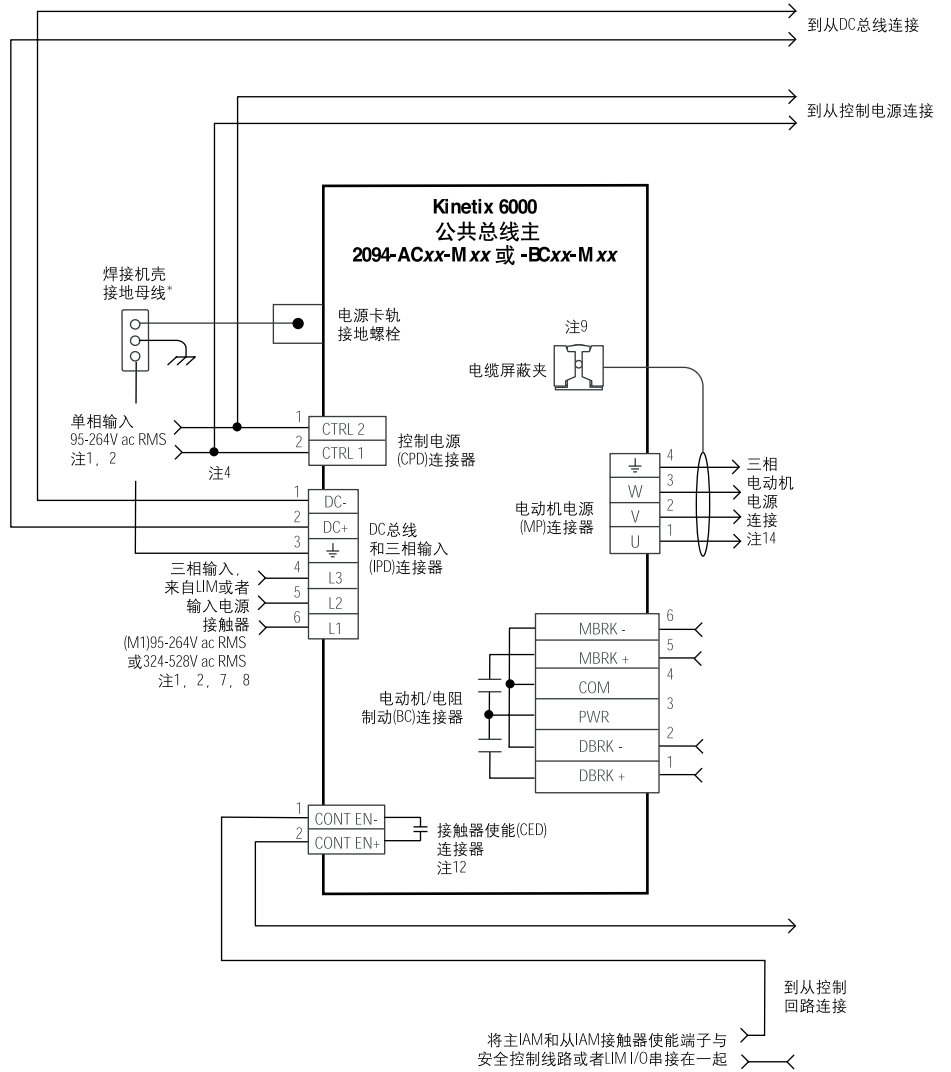 到从DC总线连接
到从控制电源连接
Kinetix 6000
公共总线主
2094-ACxx-Mxx 或 -BCxx-Mxx
焊接机壳
接地母线*
电源卡轨
接地螺栓
注9
电缆屏蔽夹
单相输入
95-264V ac RMS
注1，2
注4
1 CTRL 2
2 CTRL 1
控制电源
(CPD)连接器
1 DC-
2 DC+
3
4 L3
5 L2
6 L1
DC总线
和三相输入
(IPD)连接器
三相输入，
来自LIM或者
输入电源
接触器
(M1)95-264V ac RMS
或324-528V ac RMS
注1，2，7，8
电动机电源
(MP)连接器
4
W 3
V 2
U 1
三相
电动机
电源
连接
注14
电动机/电阻
制动(BC)连接器
MBRK - 6
MBRK + 5
COM 4
PWR 3
DBRK - 2
DBRK + 1
1 CONT EN-
2 CONT EN+
接触器使能(CED)
连接器
注12
到从控制
回路连接
将主IAM和从IAM接触器使能端子与
安全控制线路或者LIM I/O串接在一起